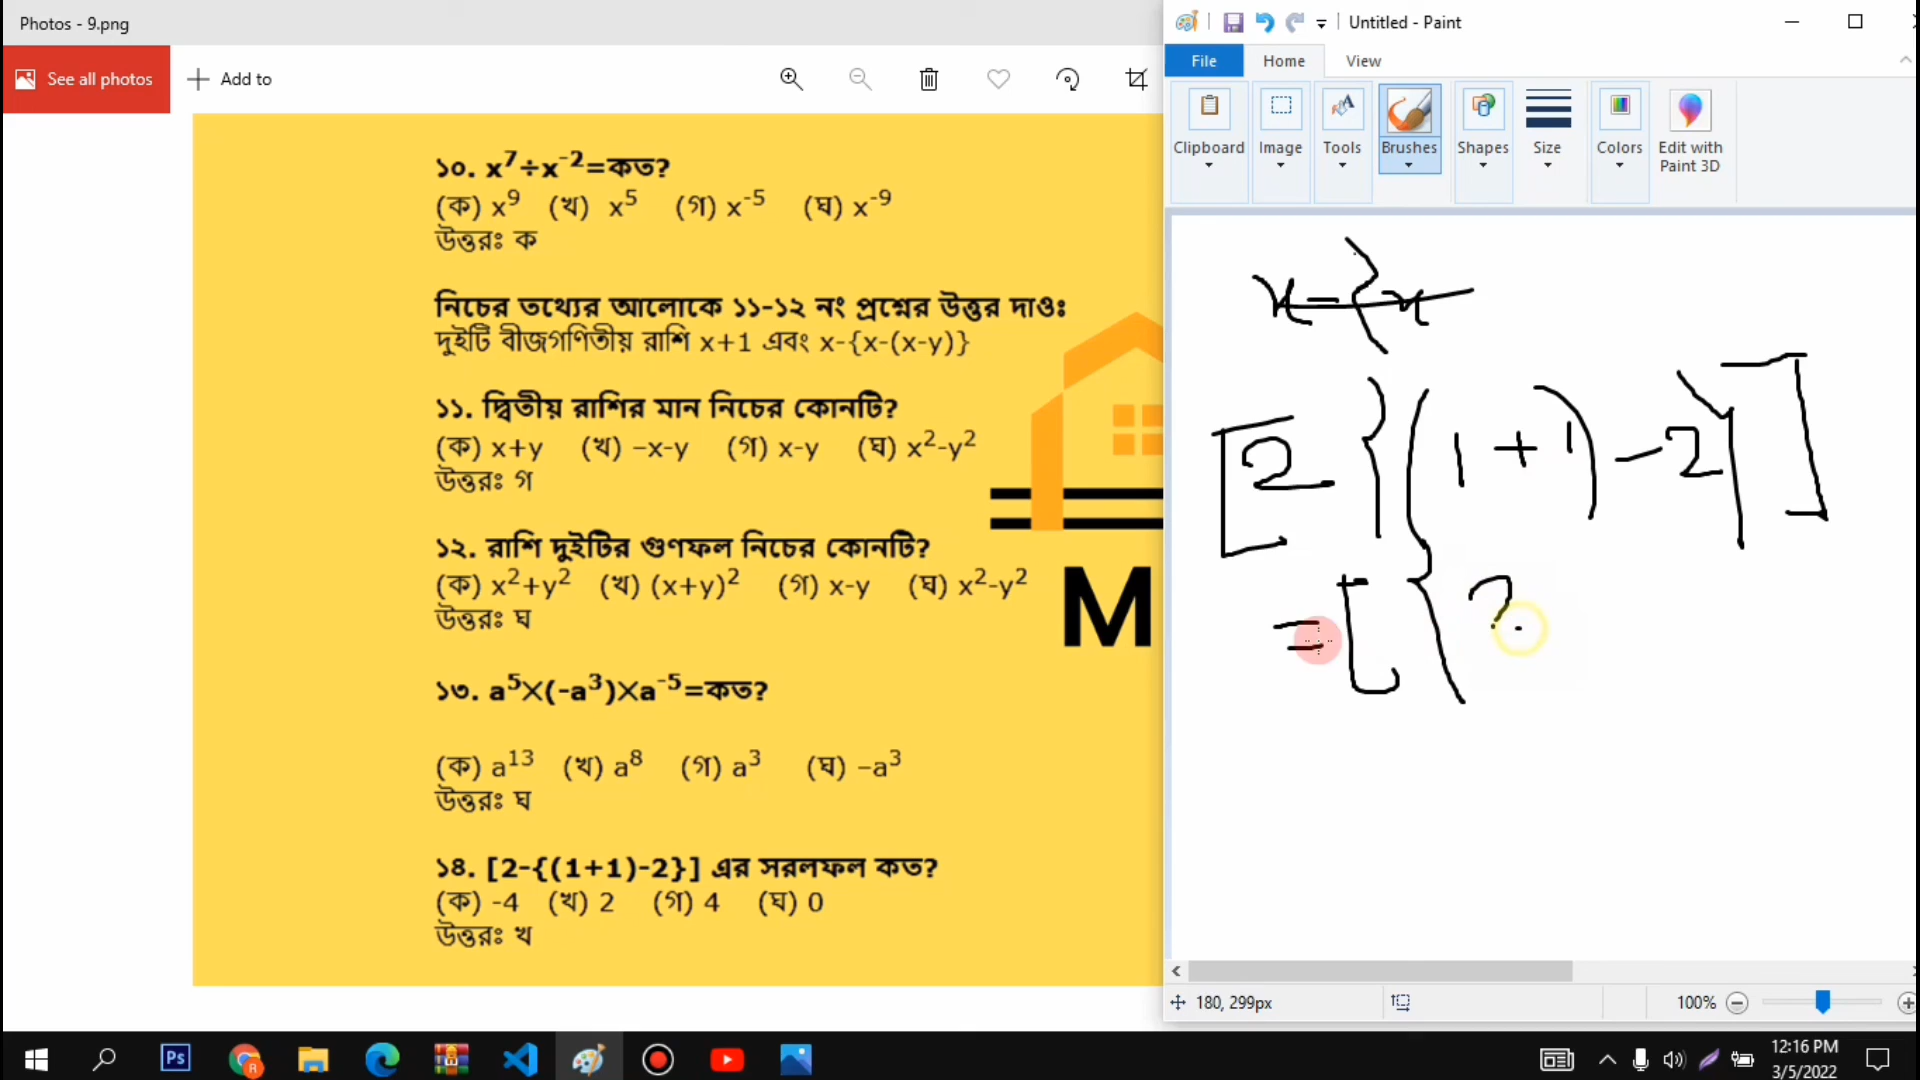 Photos - 9.png
See all photos
Add to
১০. x⁷÷x⁻²=কত?
(ক) x⁹ (খ) x⁵ (গ) x⁻⁵ (ঘ) x⁻⁹
উত্তরঃ ক
নিচের তথ্যের আলোকে ১১-১২ নং প্রশ্নের উত্তর দাওঃ
দুইটি বীজগণিতীয় রাশি x+1 এবং x-{x-(x-y)}
১১. দ্বিতীয় রাশির মান নিচের কোনটি?
(ক) x+y (খ) –x-y (গ) x-y (ঘ) x²-y²
উত্তরঃ গ
১২. রাশি দুইটির গুণফল নিচের কোনটি?
(ক) x²+y² (খ) (x+y)² (গ) x-y (ঘ) x²-y²
উত্তরঃ ঘ
১৩. a⁵×(-a³)×a⁻⁵=কত?
(ক) a¹³ (খ) a⁸ (গ) a³ (ঘ) –a³
উত্তরঃ ঘ
১৪. [2-{(1+1)-2}] এর সরলফল কত?
(ক) -4 (খ) 2 (গ) 4 (ঘ) 0
উত্তরঃ খ
M
Untitled - Paint
File Home View
Clipboard Image Tools Brushes Shapes Size Colors Edit with Paint 3D
x-{x
[2{(1+1)-2}]
=[{2
180, 299px
100%
12:16 PM
3/5/2022